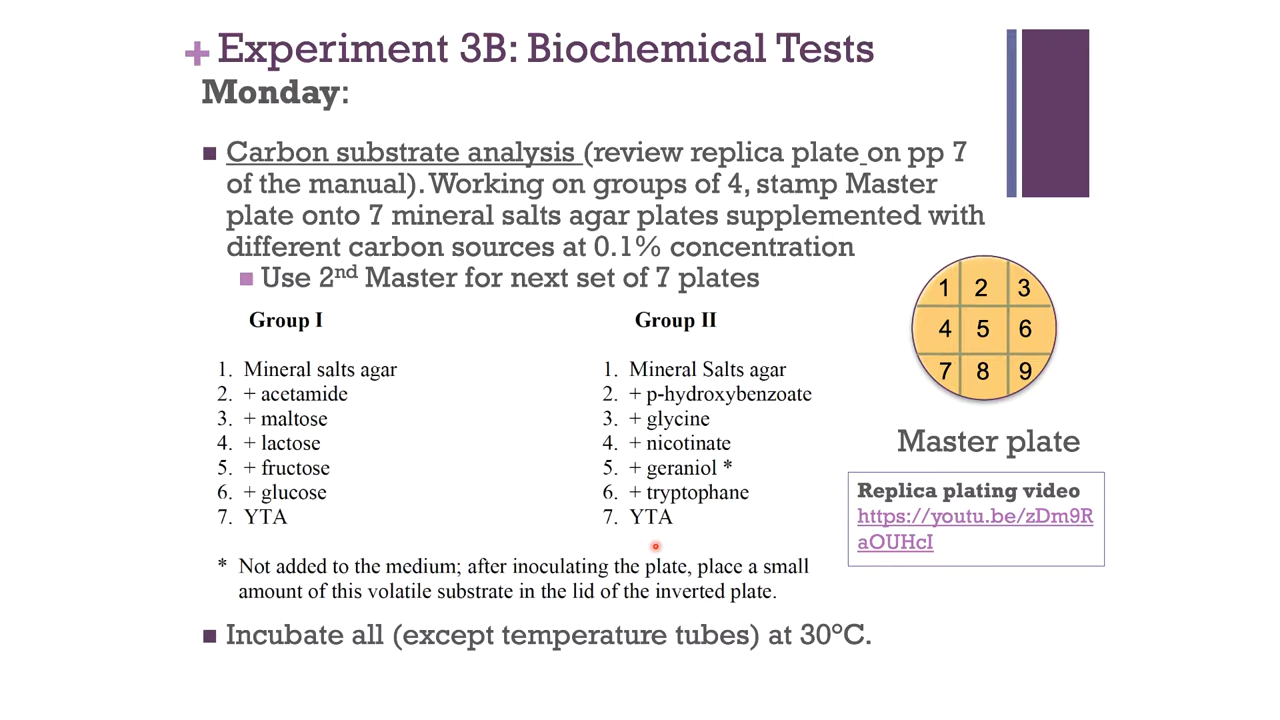 + Experiment 3B: Biochemical Tests
Monday:
Carbon substrate analysis (review replica plate on pp 7
of the manual). Working on groups of 4, stamp Master
plate onto 7 mineral salts agar plates supplemented with
different carbon sources at 0.1% concentration
Use 2nd Master for next set of 7 plates
Group I
1. Mineral salts agar
2. + acetamide
3. + maltose
4. + lactose
5. + fructose
6. + glucose
7. YTA
Group II
1. Mineral Salts agar
2. + p-hydroxybenzoate
3. + glycine
4. + nicotinate
5. + geraniol *
6. + tryptophane
7. YTA
* Not added to the medium; after inoculating the plate, place a small
amount of this volatile substrate in the lid of the inverted plate.
1 2 3
4 5 6
7 8 9
Master plate
Replica plating video
https://youtu.be/zDm9R
aOUHcI
Incubate all (except temperature tubes) at 30°C.